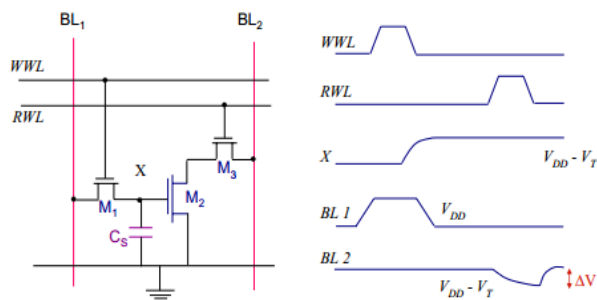 BL1 BL2
WWL
RWL
M3
X
M2
M1
CS
WWL
RWL
X VDD - VT
BL 1 VDD
BL 2
VDD - VT ΔV